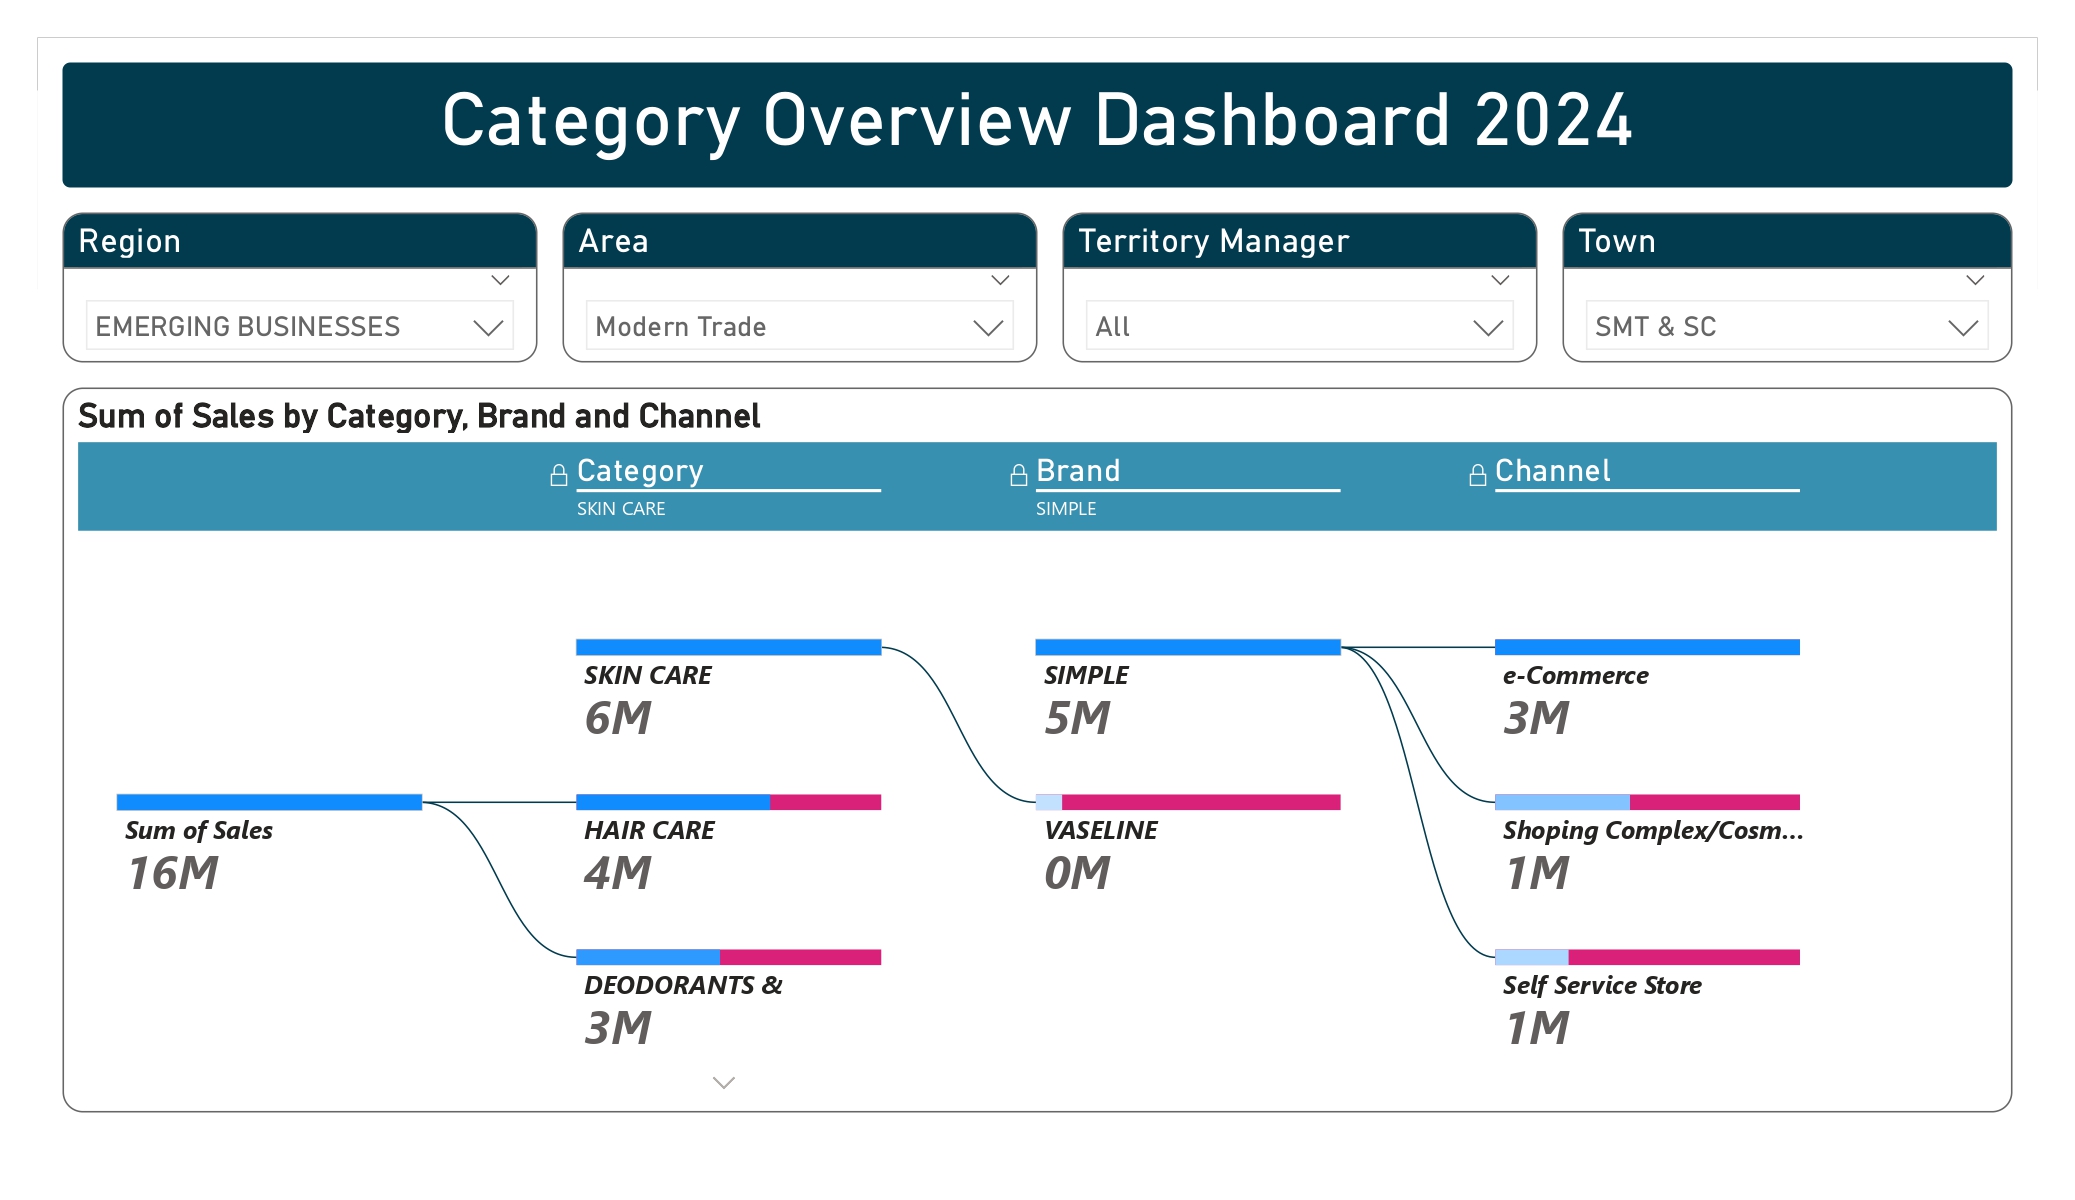 Category Overview Dashboard 2024
Region
Area
Territory Manager
Town
EMERGING BUSINESSES
Modern Trade
All
SMT & SC
Sum of Sales by Category, Brand and Channel
Category
Brand
Channel
SKIN CARE
SIMPLE
SKIN CARE
6M
SIMPLE
5M
e-Commerce
3M
Sum of Sales
16M
HAIR CARE
4M
VASELINE
0M
Shoping Complex/Cosm...
1M
DEODORANTS &
3M
Self Service Store
1M